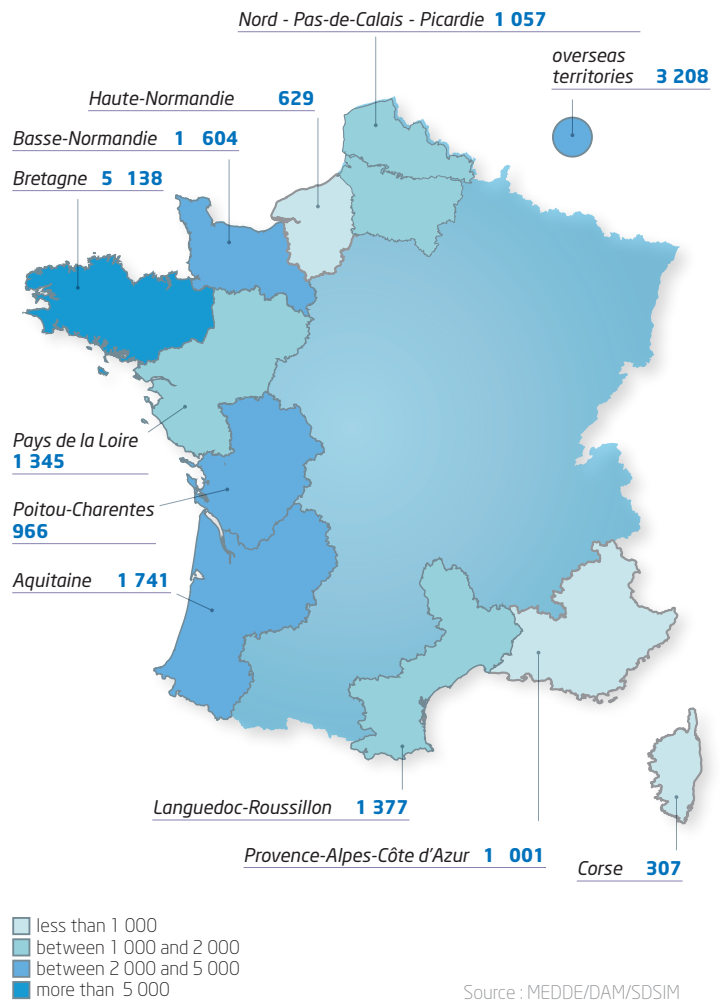 Nord - Pas-de-Calais - Picardie 1 057
overseas
territories 3 208
Haute-Normandie 629
Basse-Normandie 1 604
Bretagne 5 138
Pays de la Loire
1 345
Poitou-Charentes
966
Aquitaine 1 741
Languedoc-Roussillon 1 377
Provence-Alpes-Côte d'Azur 1 001
Corse 307
less than 1 000
between 1 000 and 2 000
between 2 000 and 5 000
more than 5 000
Source : MEDDE/DAM/SDSIM